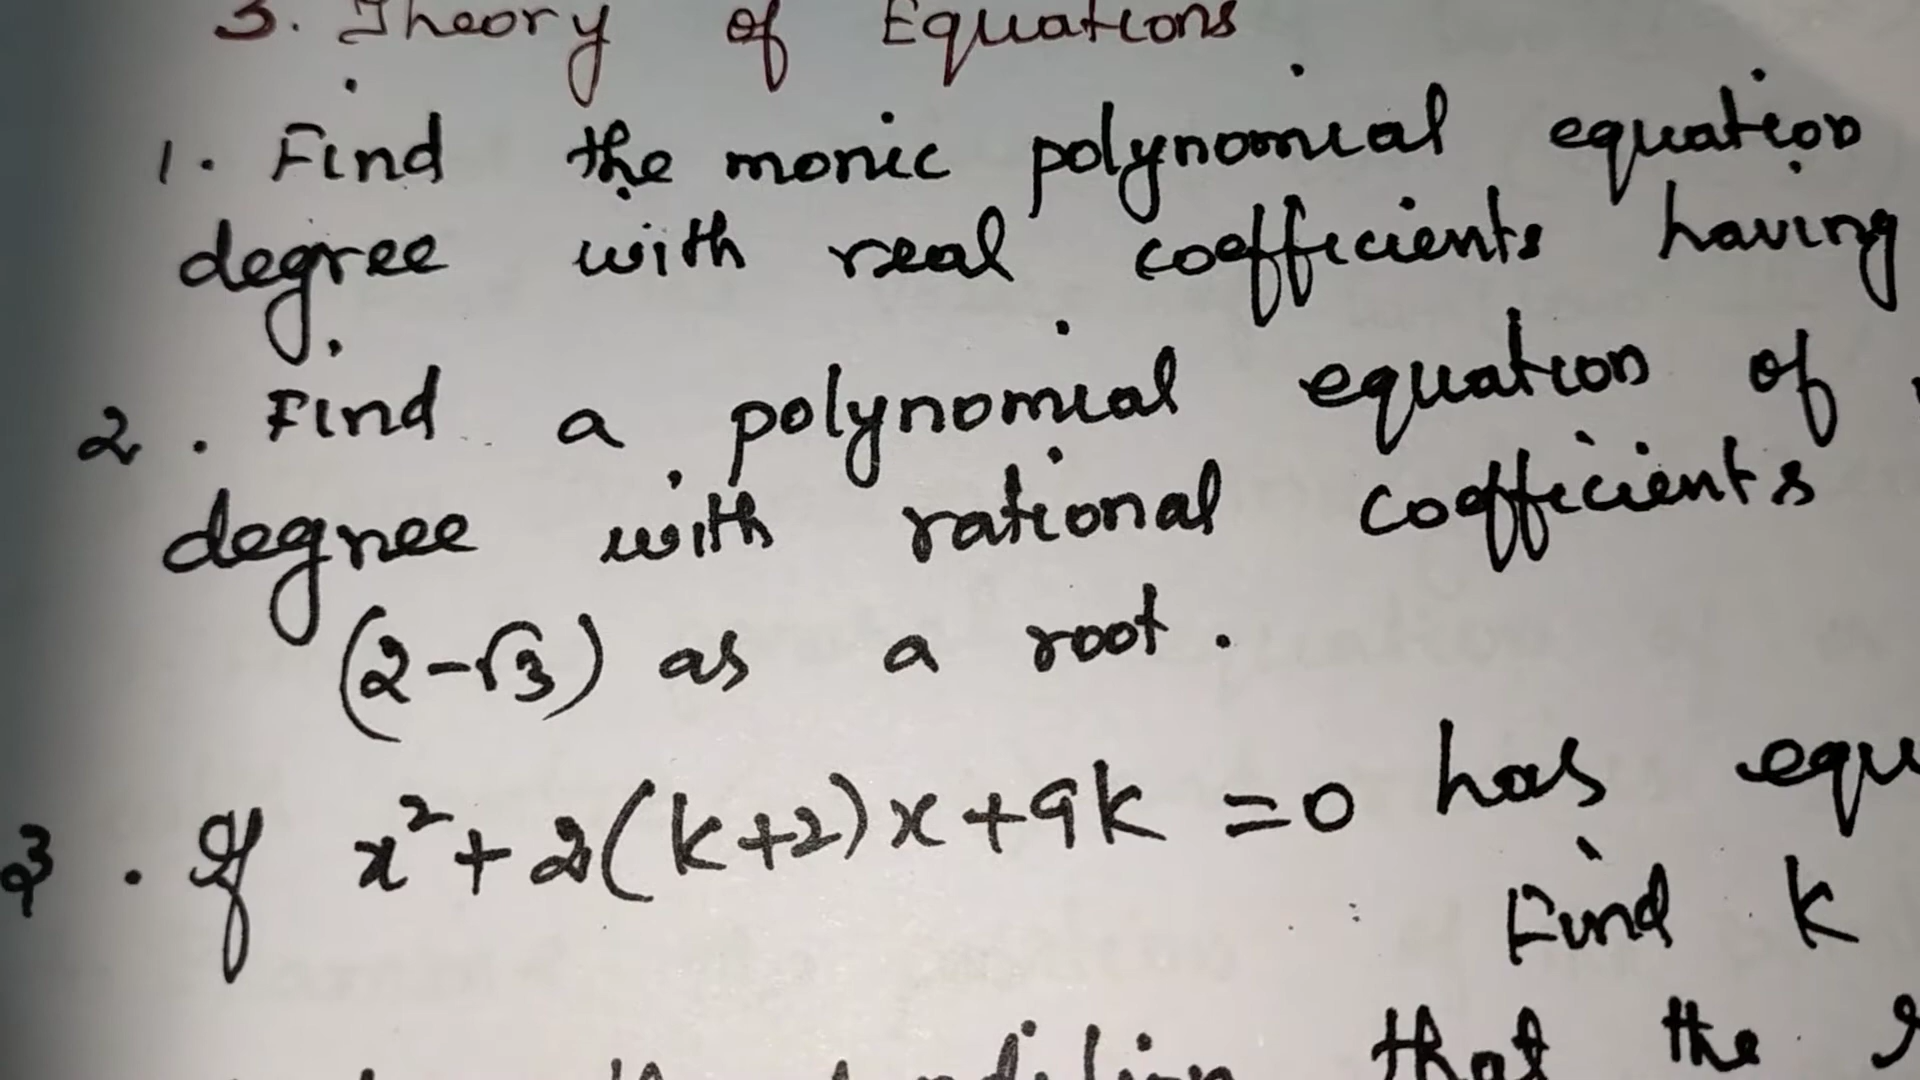 3. Theory of Equations
1. Find the monic polynomial equation
degree with real coefficients having
2. Find a polynomial equation of
degree with rational coefficients
(2-√3) as a root.
3. If x²+2(k+2)x+9k=0 has equ
Find k
that the